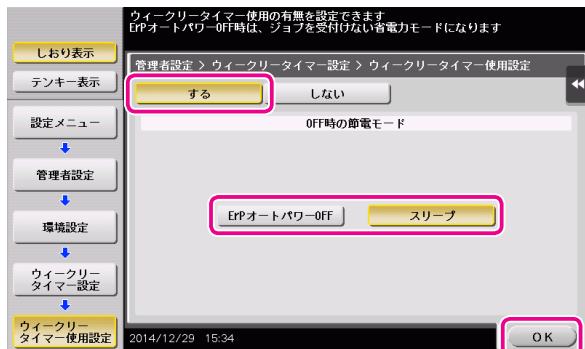 ウィークリータイマー使用の有無を設定できます
ErPオートパワーOFF時は、ジョブを受付けない省電力モードになります
しおり表示
テンキー表示
設定メニュー
管理者設定
環境設定
ウィークリー
タイマー設定
ウィークリー
タイマー使用設定
管理者設定 > ウィークリータイマー設定 > ウィークリータイマー使用設定
する
しない
OFF時の節電モード
ErPオートパワーOFF
スリープ
2014/12/29 15:34
OK